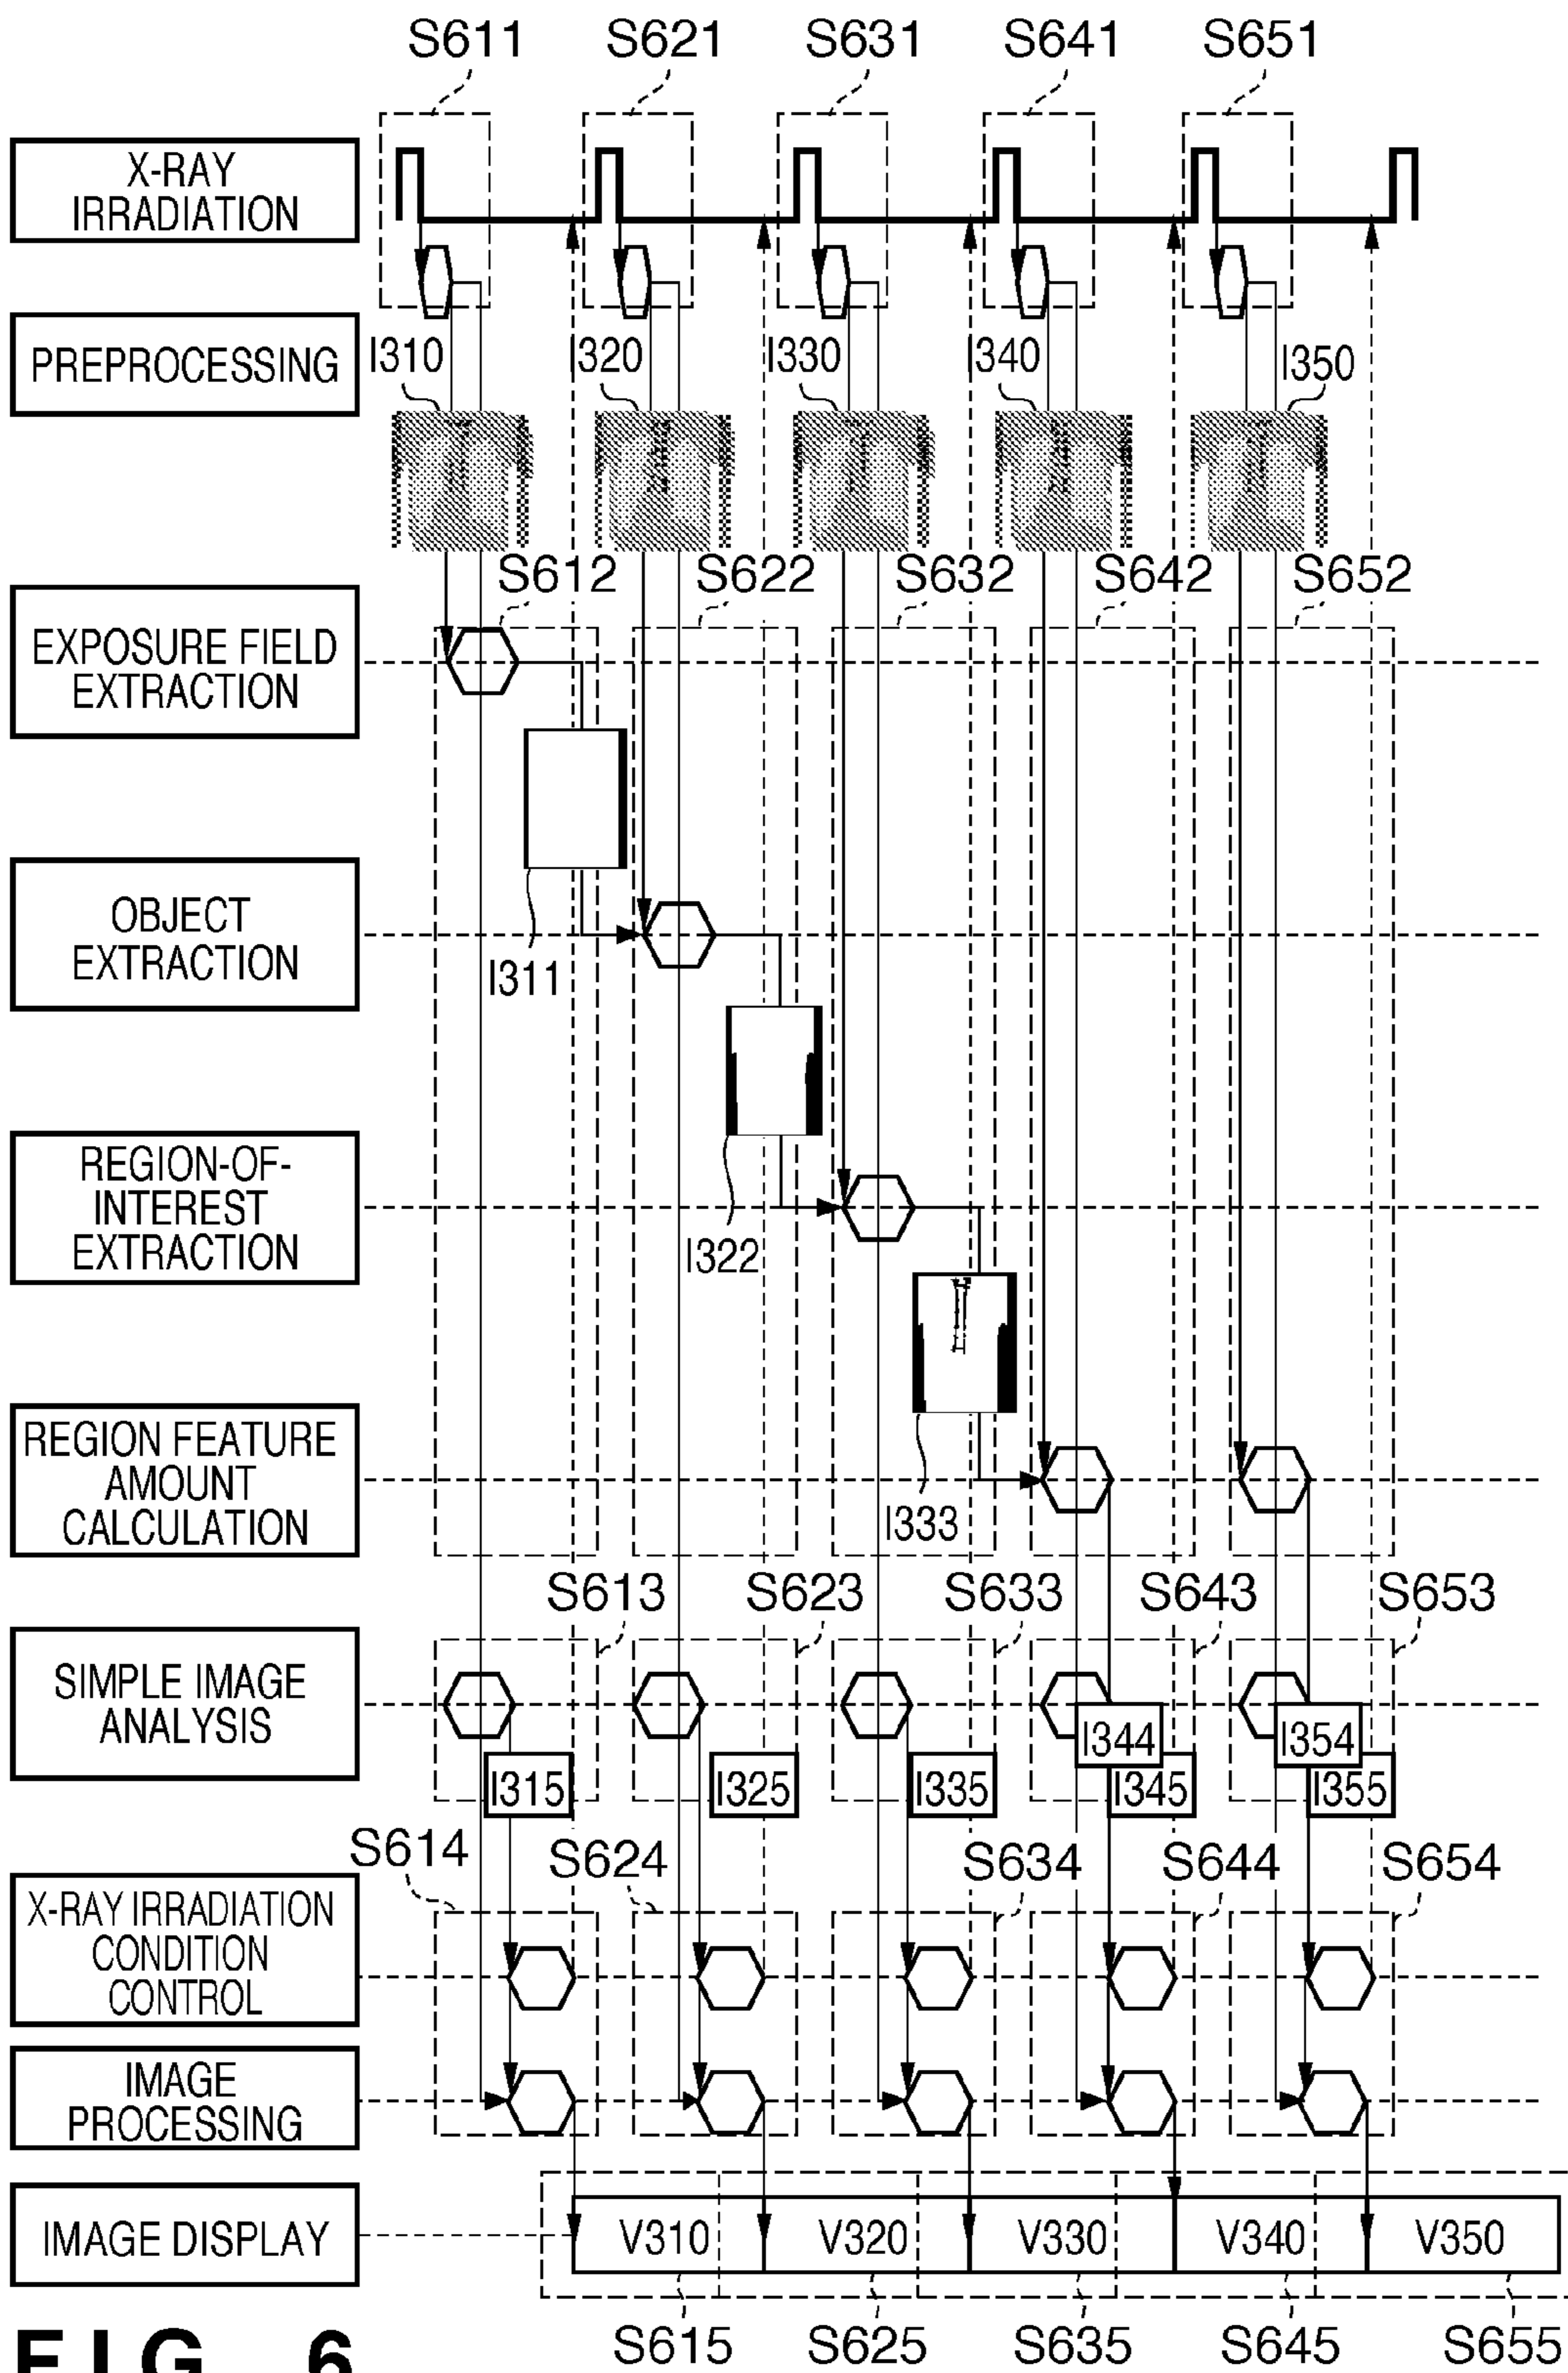 S611 S621 S631 S641 S651
X-RAY
IRRADIATION
PREPROCESSING
I310 I320 I330 I340 I350
S612 S622 S632 S642 S652
EXPOSURE FIELD
EXTRACTION
OBJECT
EXTRACTION
I311
REGION-OF-
INTEREST
EXTRACTION
I322
REGION FEATURE
AMOUNT
CALCULATION
I333
S613 S623 S633 S643 S653
SIMPLE IMAGE
ANALYSIS
I344 I354
I315 I325 I335 I345 I355
S614 S624 S634 S644 S654
X-RAY IRRADIATION
CONDITION
CONTROL
IMAGE
PROCESSING
IMAGE DISPLAY
V310 V320 V330 V340 V350
S615 S625 S635 S645 S655
FIG. 6